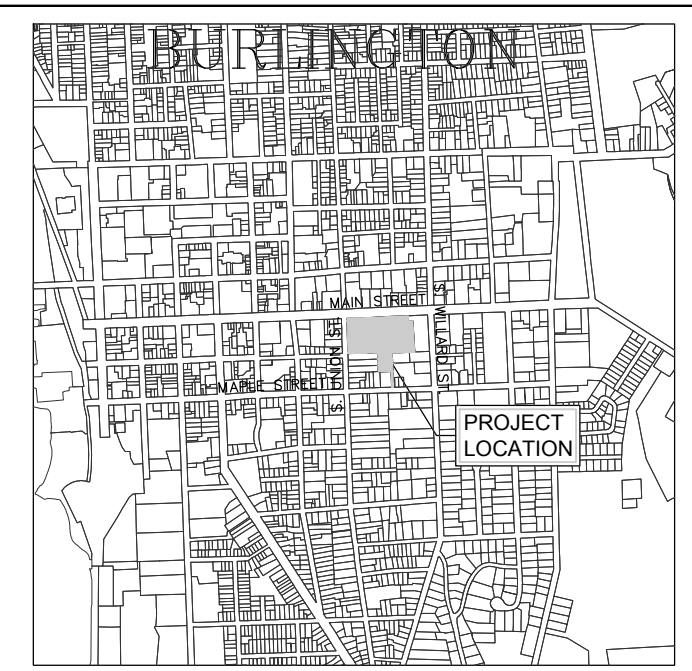 BURLINGTON
MAIN STREET
S. WILLARD ST.
S. UNION ST.
MAPLE STREET
PROJECT
LOCATION